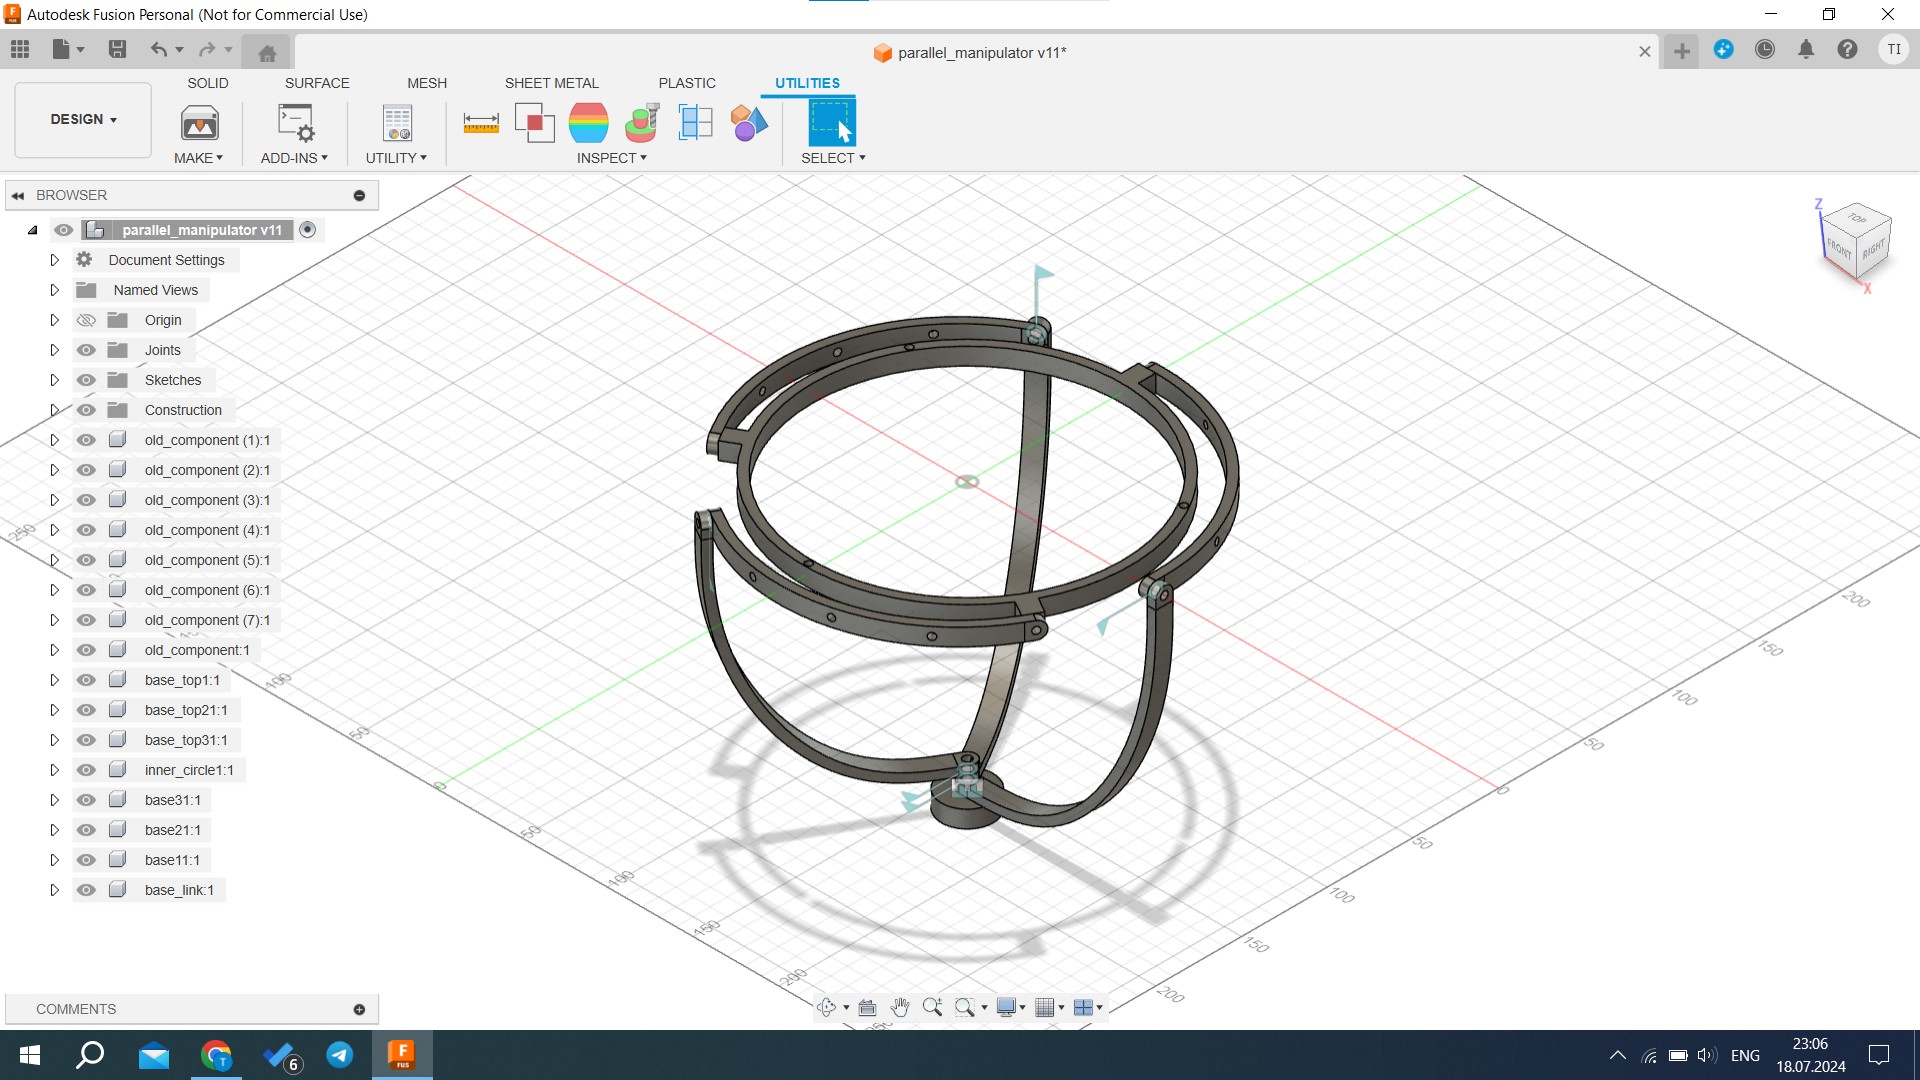 Autodesk Fusion Personal (Not for Commercial Use)
parallel_manipulator v11*
TI
DESIGN
SOLID
SURFACE
MESH
SHEET METAL
PLASTIC
UTILITIES
MAKE
ADD-INS
UTILITY
INSPECT
SELECT
BROWSER
parallel_manipulator v11
Document Settings
Named Views
Origin
Joints
Sketches
Construction
old_component (1):1
old_component (2):1
old_component (3):1
old_component (4):1
old_component (5):1
old_component (6):1
old_component (7):1
old_component:1
base_top1:1
base_top21:1
base_top31:1
inner_circle1:1
base31:1
base21:1
base11:1
base_link:1
Z
TOP
FRONT
RIGHT
X
250
100
50
0
50
100
150
200
250
200
150
100
50
0
50
100
150
200
COMMENTS
F
FUS
6
ENG
23:06
18.07.2024